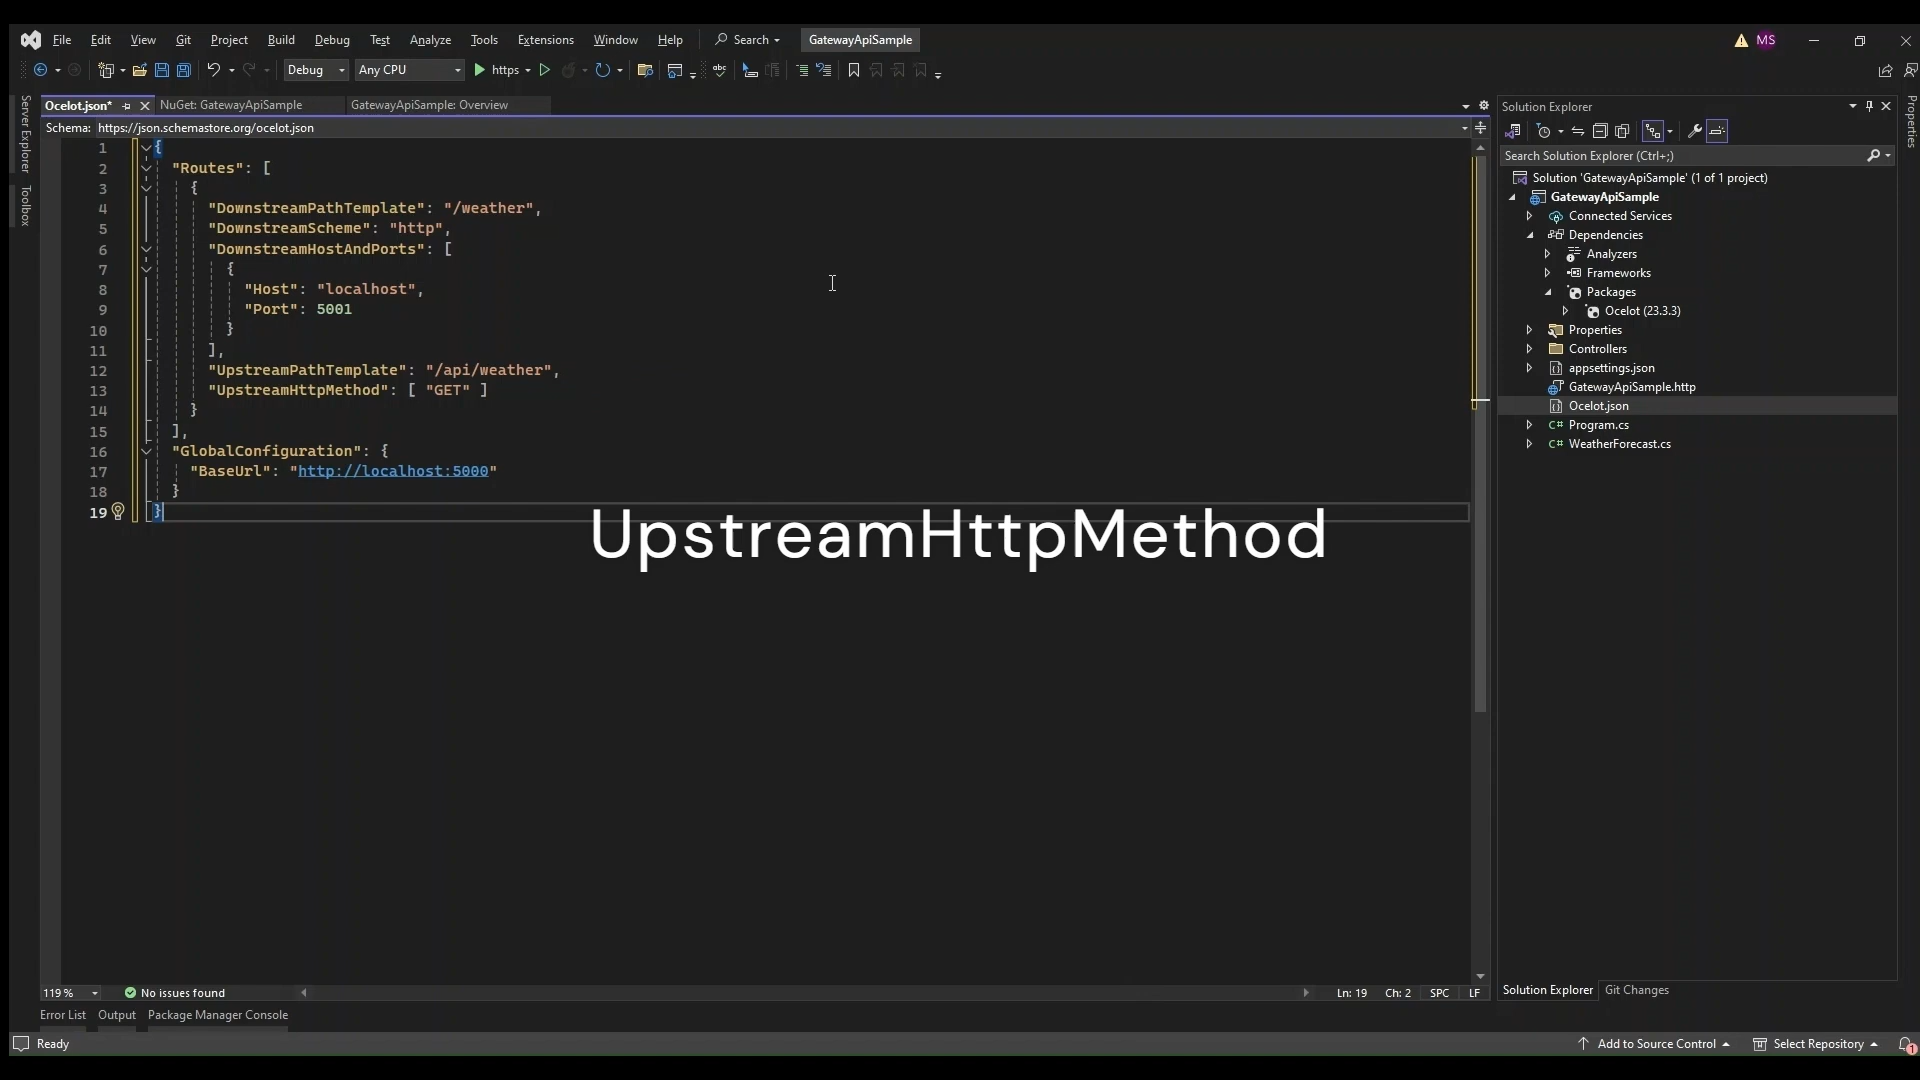 File Edit View Git Project Build Debug Test Analyze Tools Extensions Window Help Search GatewayApiSample MS
Debug Any CPU https
Server Explorer
Toolbox
Ocelot.json* NuGet: GatewayApiSample GatewayApiSample: Overview
Schema: https://json.schemastore.org/ocelot.json
1 {
2 "Routes": [
3 {
4 "DownstreamPathTemplate": "/weather",
5 "DownstreamScheme": "http",
6 "DownstreamHostAndPorts": [
7 {
8 "Host": "localhost",
9 "Port": 5001
10 }
11 ],
12 "UpstreamPathTemplate": "/api/weather",
13 "UpstreamHttpMethod": [ "GET" ]
14 }
15 ],
16 "GlobalConfiguration": {
17 "BaseUrl": "http://localhost:5000"
18 }
19 }
UpstreamHttpMethod
119 % No issues found Ln: 19 Ch: 2 SPC LF
Error List Output Package Manager Console
Ready Add to Source Control Select Repository 1
Solution Explorer
Search Solution Explorer (Ctrl+;)
Solution 'GatewayApiSample' (1 of 1 project)
GatewayApiSample
Connected Services
Dependencies
Analyzers
Frameworks
Packages
Ocelot (23.3.3)
Properties
Controllers
appsettings.json
GatewayApiSample.http
Ocelot.json
C# Program.cs
C# WeatherForecast.cs
Solution Explorer Git Changes
Properties